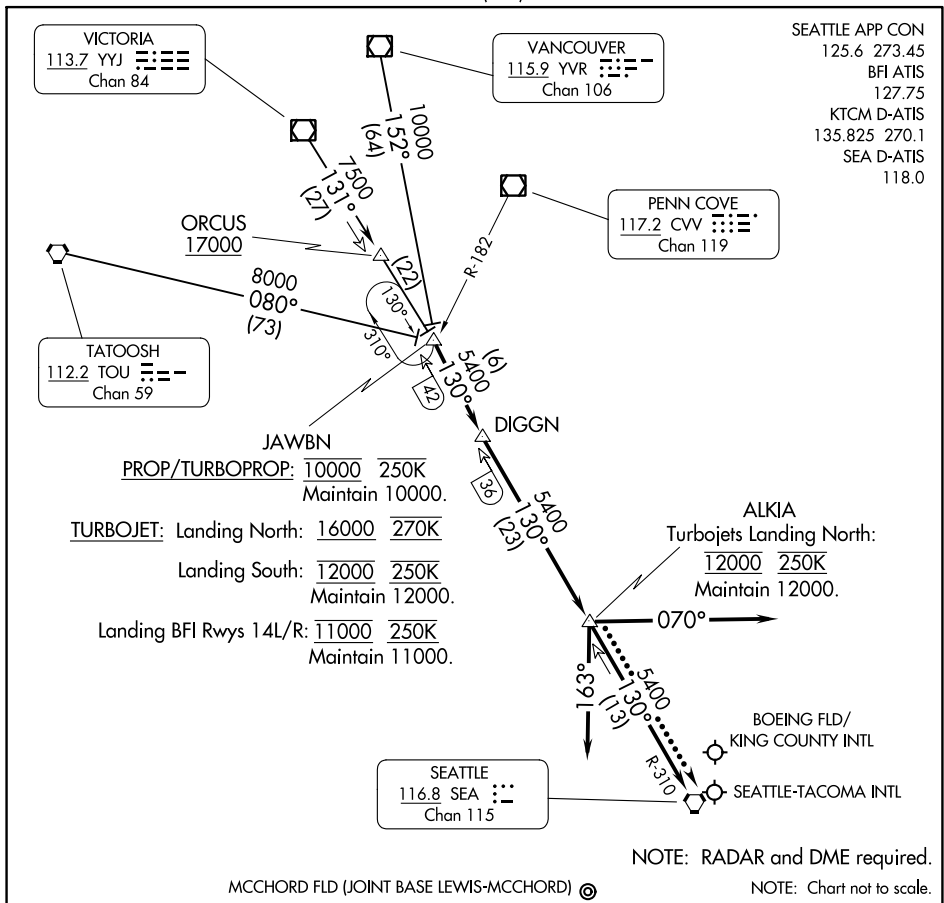 VICTORIA
113.7 YYJ
Chan 84
VANCOUVER
115.9 YVR
Chan 106
SEATTLE APP CON
125.6 273.45
BFI ATIS
127.75
KTCM D-ATIS
135.825 270.1
SEA D-ATIS
118.0
10000
152°
(64)
7500
131°
(27)
PENN COVE
117.2 CVV
Chan 119
ORCUS
17000
(22)
R-182
8000
080°
(73)
130°
310°
TATOOSH
112.2 TOU
Chan 59
(6)
5400
130°
42
DIGGN
36
JAWBN
PROP/TURBOPROP: 10000 250K
Maintain 10000.
TURBOJET: Landing North: 16000 270K
Landing South: 12000 250K
Maintain 12000.
Landing BFI Rwys 14L/R: 11000 250K
Maintain 11000.
5400
130°
(23)
ALKIA
Turbojets Landing North:
12000 250K
Maintain 12000.
070°
163°
5400
130°
(13)
R-310
BOEING FLD/
KING COUNTY INTL
SEATTLE
116.8 SEA
Chan 115
SEATTLE-TACOMA INTL
NOTE: RADAR and DME required.
MCCHORD FLD (JOINT BASE LEWIS-MCCHORD)
NOTE: Chart not to scale.